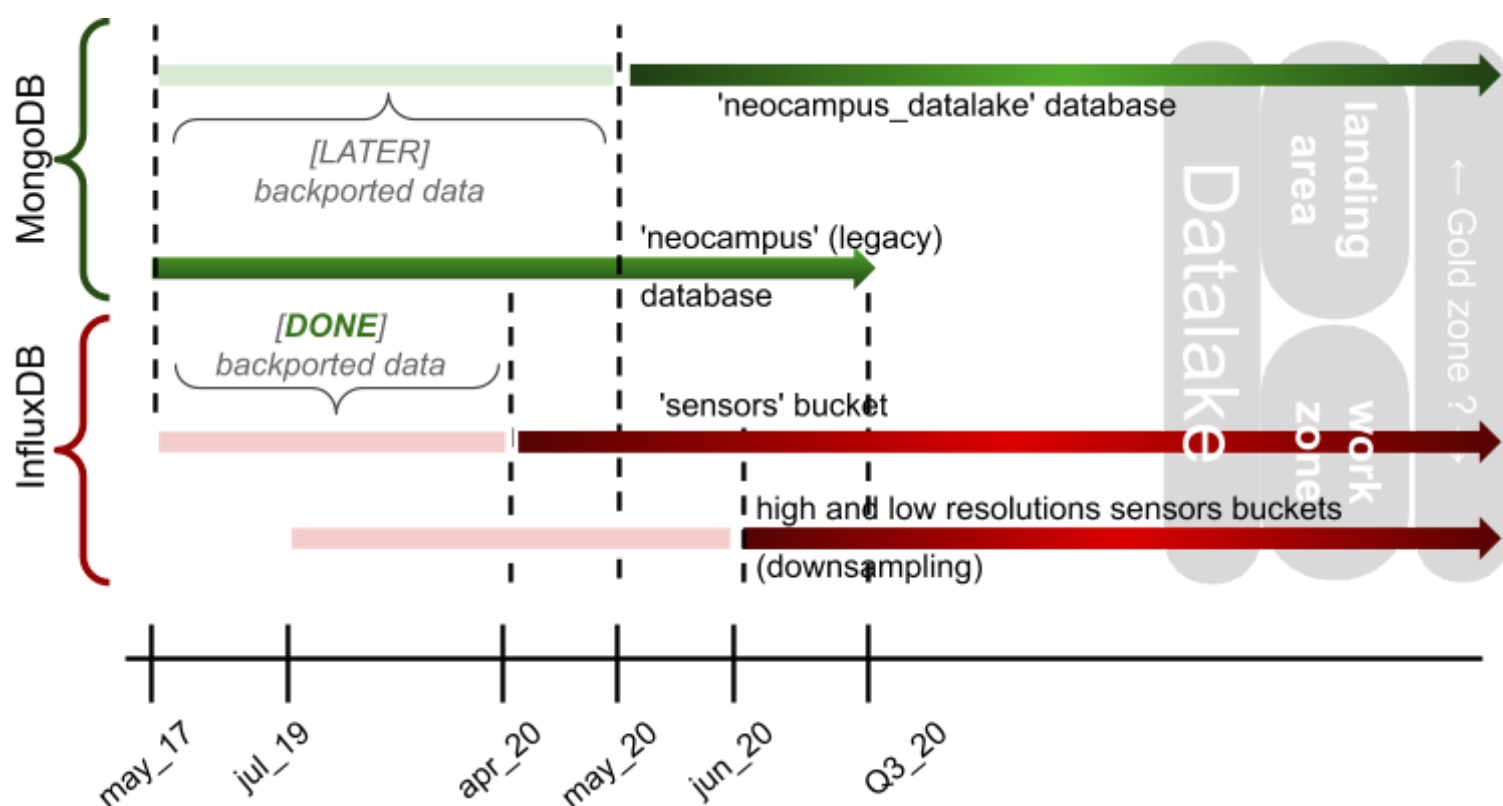 MongoDB
'neocampus_datalake' database
[LATER]
backported data
'neocampus' (legacy)
database
InfluxDB
[DONE]
backported data
'sensors' bucket
high and low resolutions sensors buckets
(downsampling)
Datalake
landing
area
work
zone
← Gold zone ? →
may_17
jul_19
apr_20
may_20
jun_20
Q3_20